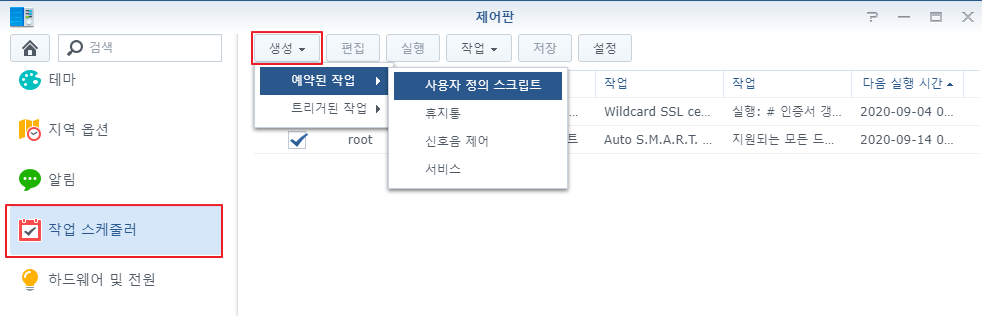 제어판
검색
생성 편집 실행 작업 저장 설정
테마
지역 옵션
알림
작업 스케줄러
하드웨어 및 전원
예약된 작업
트리거된 작업
사용자 정의 스크립트
휴지통
신호음 제어
서비스
작업 작업 다음 실행 시간
... Wildcard SSL ce... 실행: # 인증서 갱... 2020-09-04 0...
root 트 Auto S.M.A.R.T. ... 지원되는 모든 드... 2020-09-14 0...